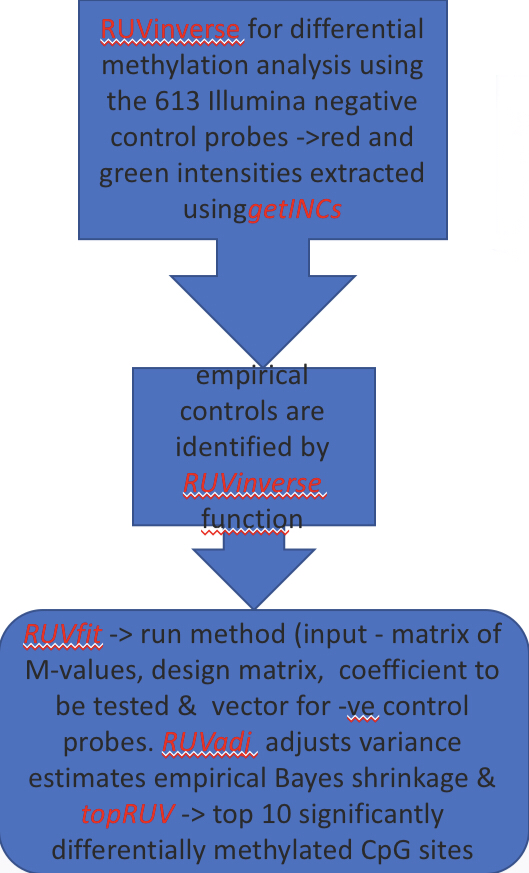 RUVinverse for differential
methylation analysis using
the 613 Illumina negative
control probes ->red and
green intensities extracted
usinggetINCs
empirical
controls are
identified by
RUVinverse
function
RUVfit -> run method (input - matrix of
M-values, design matrix, coefficient to
be tested & vector for -ve control
probes. RUVadj adjusts variance
estimates empirical Bayes shrinkage &
topRUV -> top 10 significantly
differentially methylated CpG sites